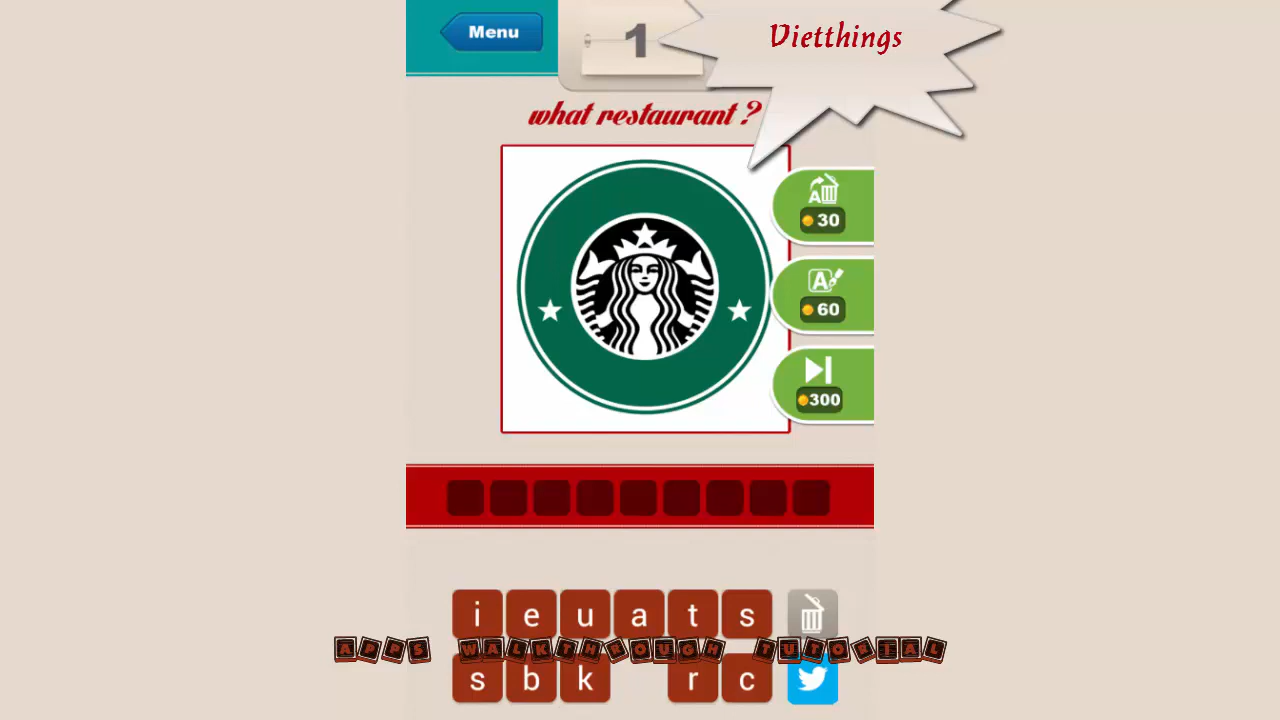 Menu
1
Vietthings
what restaurant ?
30
A
60
A
300
i e u a t s
APPS WALKTHROUGH TUTORIAL
s b k r c